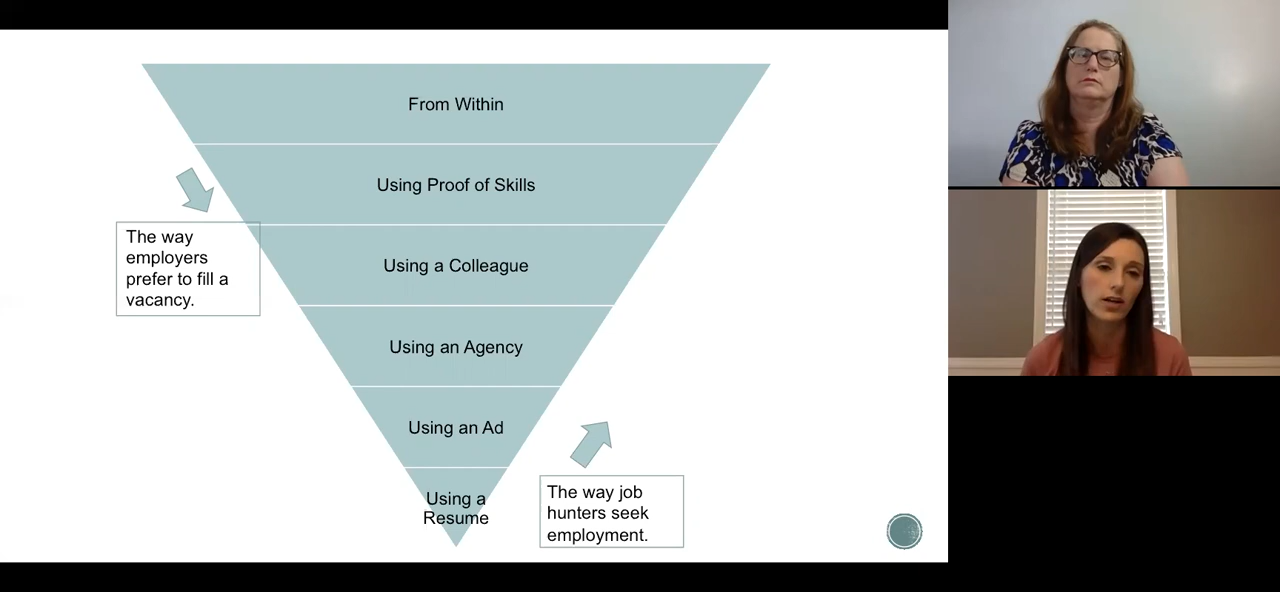 From Within
Using Proof of Skills
The way
employers
prefer to fill a
vacancy.
Using a Colleague
Using an Agency
Using an Ad
Using a
Resume
The way job
hunters seek
employment.